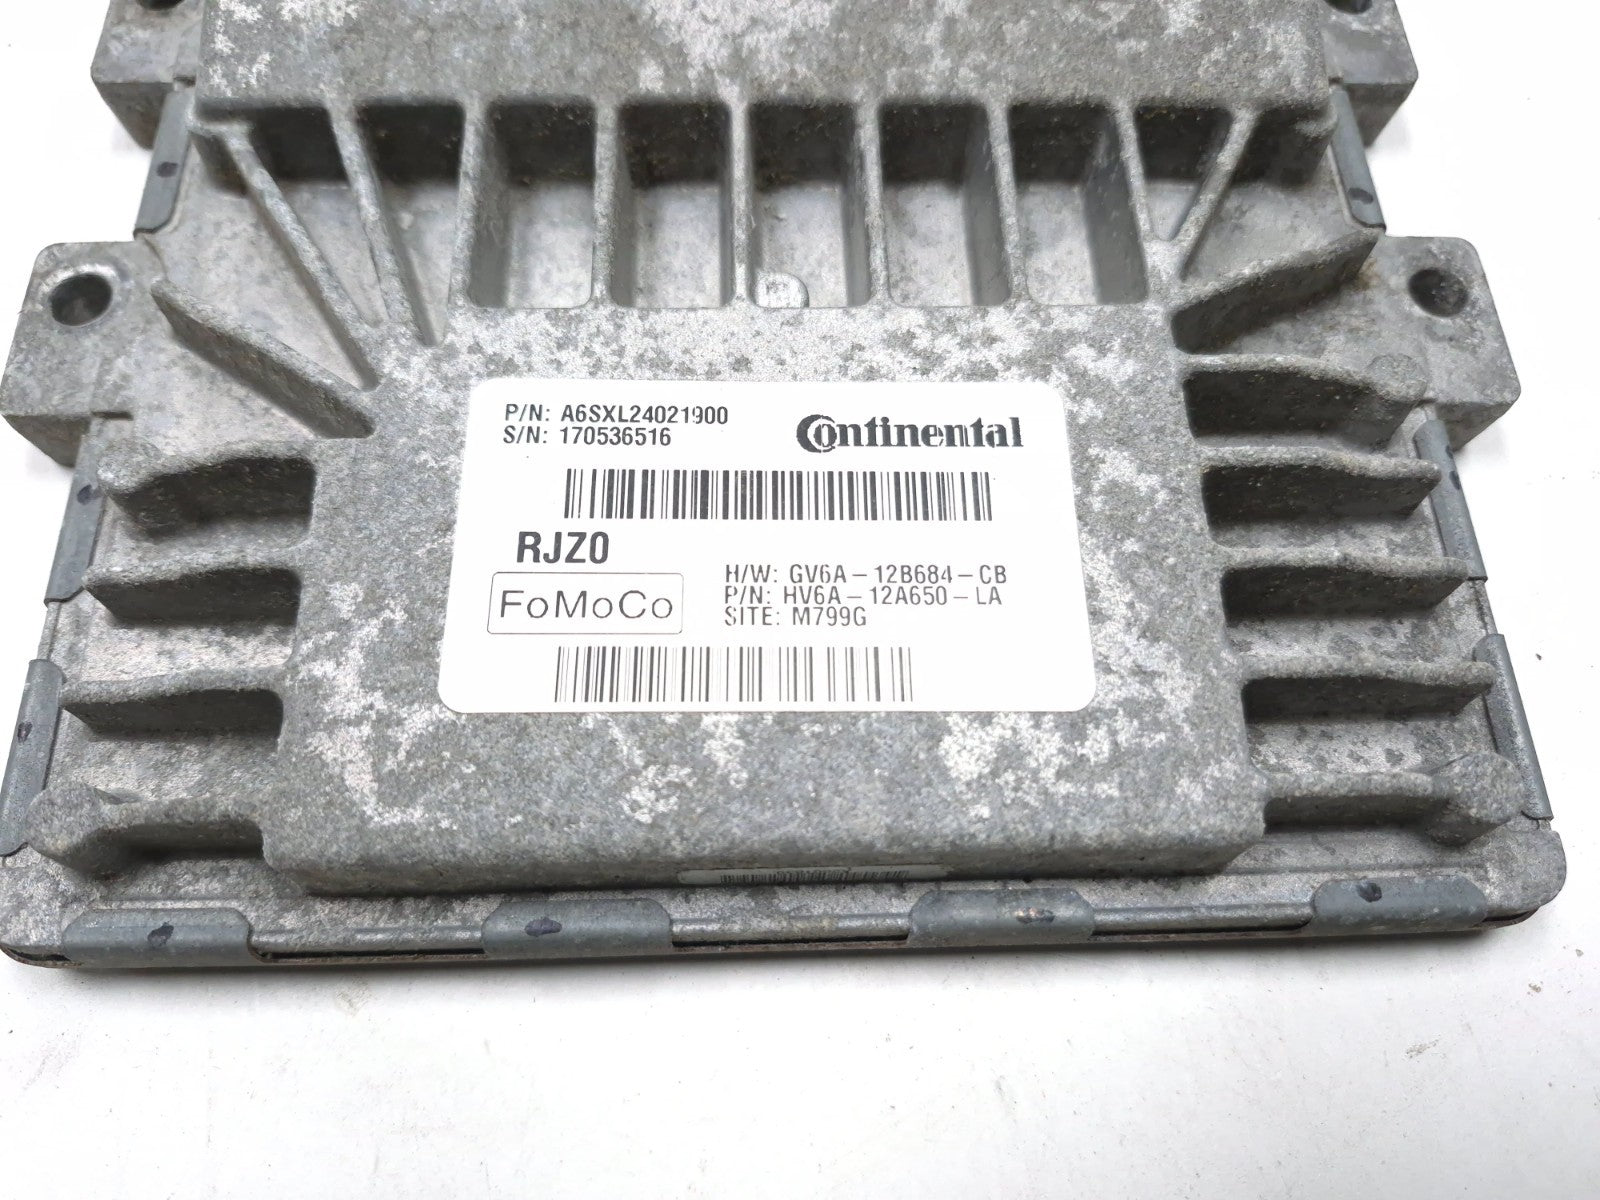 P/N: A6SXL24021900
S/N: 170536516
Continental
RJZ0
FoMoCo
H/W: GV6A-12B684-CB
P/N: HV6A-12A650-LA
SITE: M799G